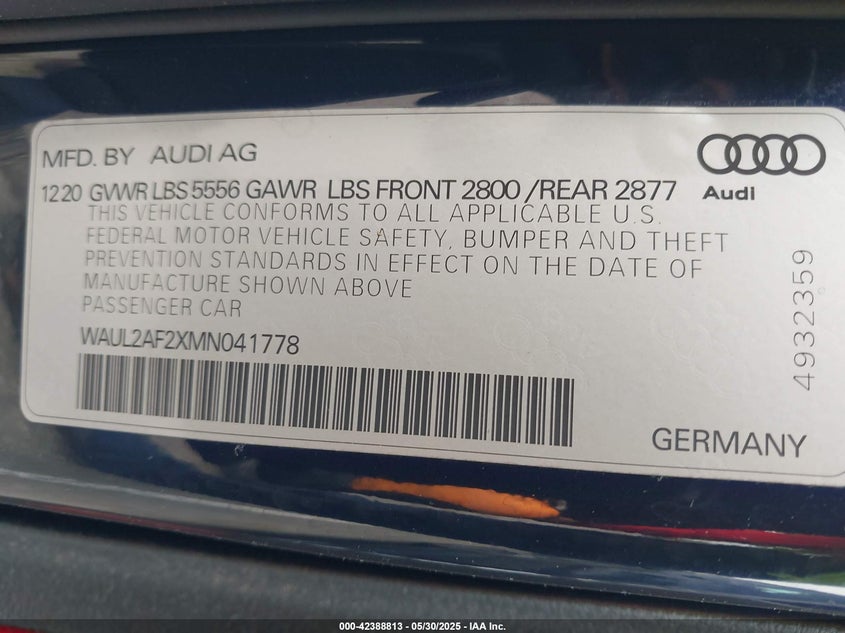 MFD. BY AUDI AG
Audi
1220 GVWR LBS 5556 GAWR LBS FRONT 2800 /REAR 2877
THIS VEHICLE CONFORMS TO ALL APPLICABLE U.S.
FEDERAL MOTOR VEHICLE SAFETY, BUMPER AND THEFT
PREVENTION STANDARDS IN EFFECT ON THE DATE OF
MANUFACTURE SHOWN ABOVE
PASSENGER CAR
WAUL2AF2XMN041778
4932359
GERMANY
000-42388813 - 05/30/2025 - IAA Inc.